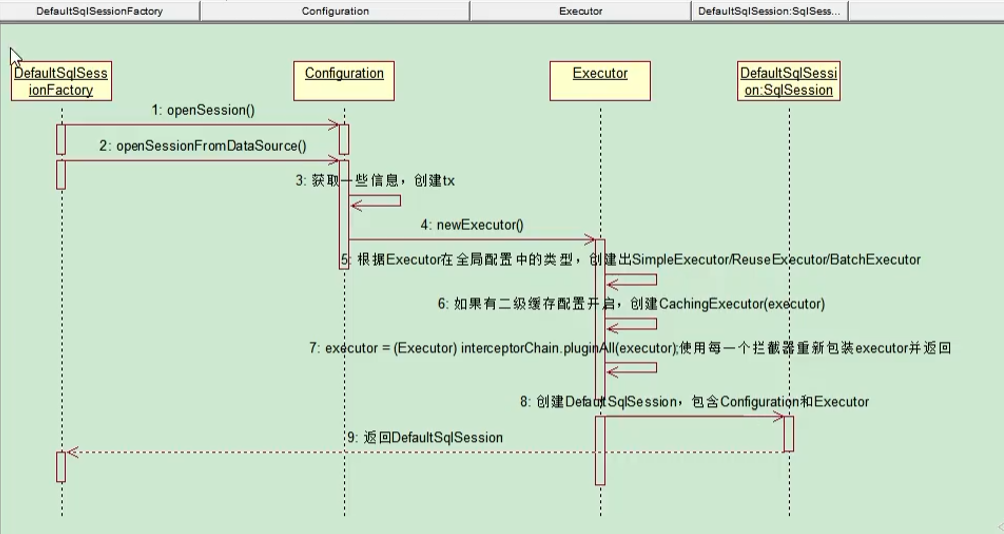 DefaultSqlSessionFactory
Configuration
Executor
DefaultSqlSession:SqlSess...
DefaultSqlSess
ionFactory
Configuration
Executor
DefaultSqlSessi
on:SqlSession
1: openSession()
2: openSessionFromDataSource()
3: 获取一些信息，创建tx
4: newExecutor()
5: 根据Executor在全局配置中的类型，创建出SimpleExecutor/ReuseExecutor/BatchExecutor
6: 如果有二级缓存配置开启，创建CachingExecutor(executor)
7: executor = (Executor) interceptorChain.pluginAll(executor);使用每一个拦截器重新包装executor并返回
8: 创建DefaultSqlSession，包含Configuration和Executor
9: 返回DefaultSqlSession